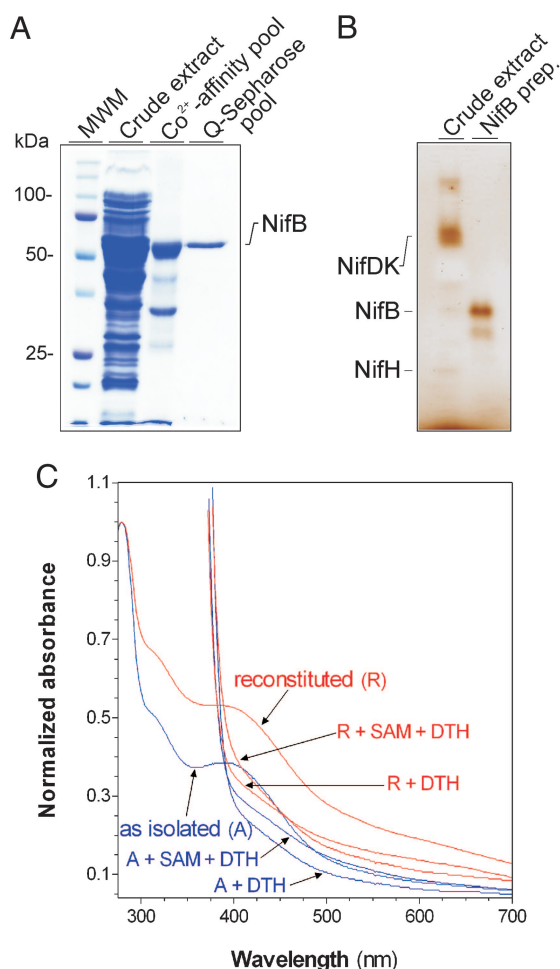 A
MWM
Crude extract
Co²⁺-affinity pool
Q-Sepharose
pool
kDa
100-
50-
25-
NifB
B
Crude extract
NifB prep.
NifDK
NifB
NifH
C
Normalized absorbance
1.1
0.9
0.7
0.5
0.3
0.1
reconstituted (R)
R + SAM + DTH
R + DTH
as isolated (A)
A + SAM + DTH
A + DTH
300
400
500
600
700
Wavelength (nm)